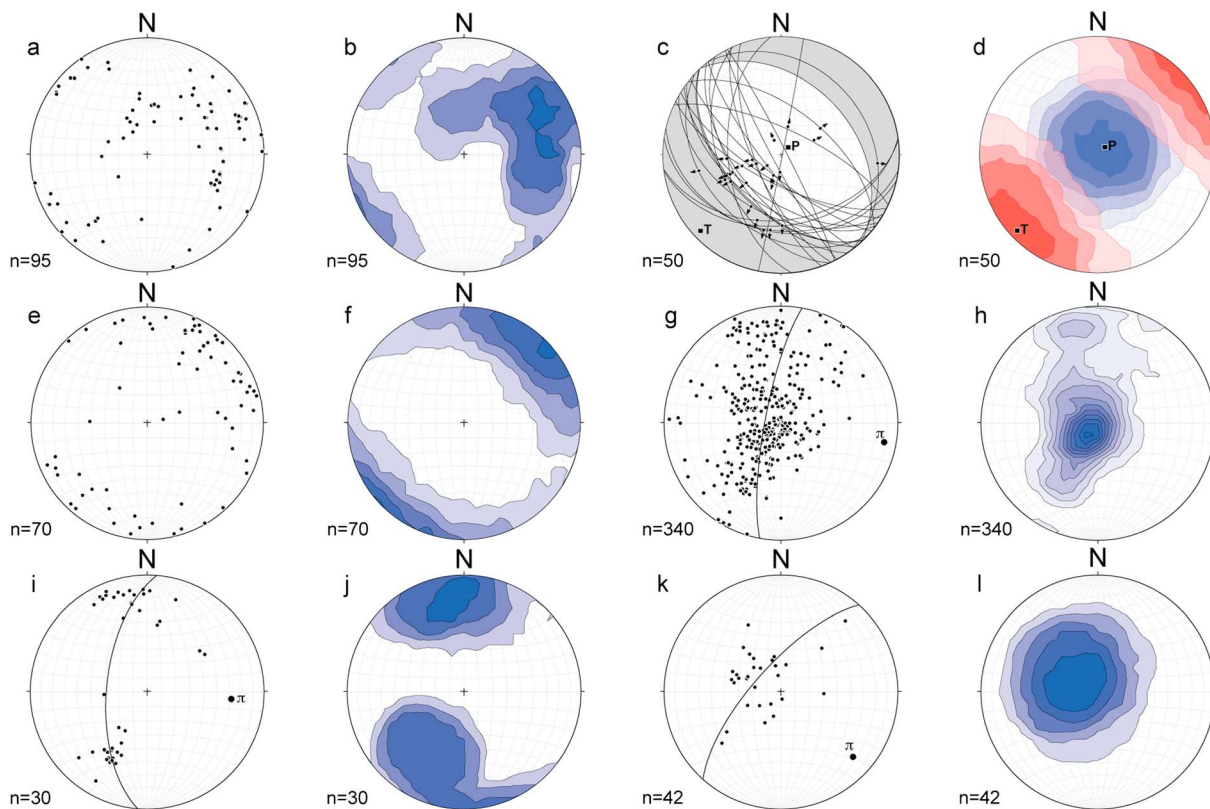 N N N N
a b c d
P P
T T
n=95 n=95 n=50 n=50
N N N N
e f g h
π
n=70 n=70 n=340 n=340
N N N N
i j k l
π
π
n=30 n=30 n=42 n=42